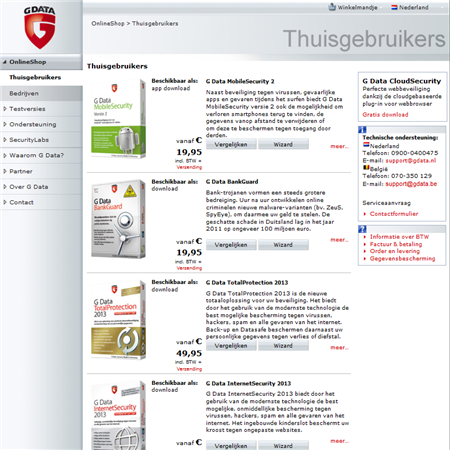 G DATA
Winkelmandje
Nederland
OnlineShop > Thuisgebruikers
Thuisgebruikers
OnlineShop
Thuisgebruikers
Bedrijven
Testversies
Ondersteuning
SecurityLabs
Waarom G Data?
Partner
Over G Data
Contact
Thuisgebruikers
Beschikbaar als:
app download
G Data
MobileSecurity
Versie 2
vanaf €
19,95
incl. BTW +
Verzending
G Data MobileSecurity 2
Naast beveiliging tegen virussen, gevaarlijke
apps en gevaren tijdens het surfen biedt G Data
MobileSecurity versie 2 ook de mogelijkheid om
verloren smartphones terug te vinden, de
gegevens vanop afstand te verwijderen of
om deze te beschermen tegen toegang door
derden.
Vergelijken
Wizard
meer..
Beschikbaar als:
download
G Data
BankGuard
vanaf €
19,95
incl. BTW +
Verzending
G Data BankGuard
Bank-trojanen vormen een steeds grotere
bedreiging. Uur na uur ontwikkelen online
criminelen nieuwe malware-varianten (bv. ZeuS,
SpyEye), om daarmee uw geld te stelen. De
geschatte schade in Duitsland lag in het jaar
2011 op ongeveer 100 miljoen euro.
Vergelijken
Wizard
meer..
Beschikbaar als:
download
G Data
TotalProtection
2013
vanaf €
49,95
incl. BTW +
Verzending
G Data TotalProtection 2013
G Data TotalProtection 2013 is de nieuwe
totaaloplossing voor uw beveiliging. Het biedt
door het gebruik van de modernste technologie de
best mogelijke bescherming tegen virussen,
hackers, spam en alle gevaren van het internet.
Back-up en Datasafe beschermen daarnaast uw
persoonlijke gegevens tegen verlies of diefstal.
Vergelijken
Wizard
meer..
Beschikbaar als:
download
G Data
InternetSecurity
2013
vanaf €
G Data InternetSecurity 2013
G Data InternetSecurity 2013 biedt door het
gebruik van de modernste technologie de best
mogelijke, onmiddellijke bescherming tegen
virussen, hackers, spam en alle gevaren van het
internet. Het ingebouwde kinderslot beschermt uw
kroost tegen ongepaste websites.
G Data CloudSecurity
Perfecte webbeveiliging
dankzij de cloudgebaseerde
plug-in voor webbrowser
Gratis download
Technische ondersteuning:
Nederland
Telefoon: 0900-0400475
E-mail: support@gdata.nl
België
Telefoon: 070-350 129
E-mail: support@gdata.be
Serviceaanvraag
Contactformulier
Informatie over BTW
Factuur & betaling
Order en levering
Gegevensbescherming